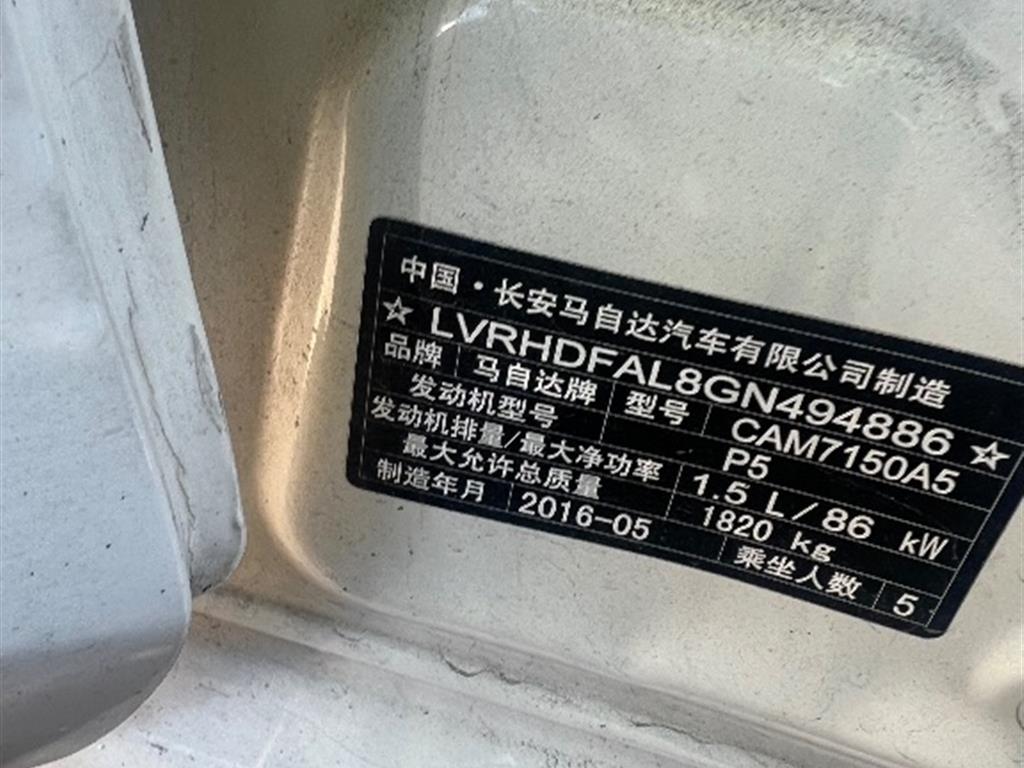 中国·长安马自达汽车有限公司制造
☆LVRHDFAL8GN494886☆
品牌 马自达牌 型号 CAM7150A5
发动机型号 P5
发动机排量/最大净功率 1.5 L/86 kW
最大允许总质量 1820 kg
制造年月 2016-05 乘坐人数 5